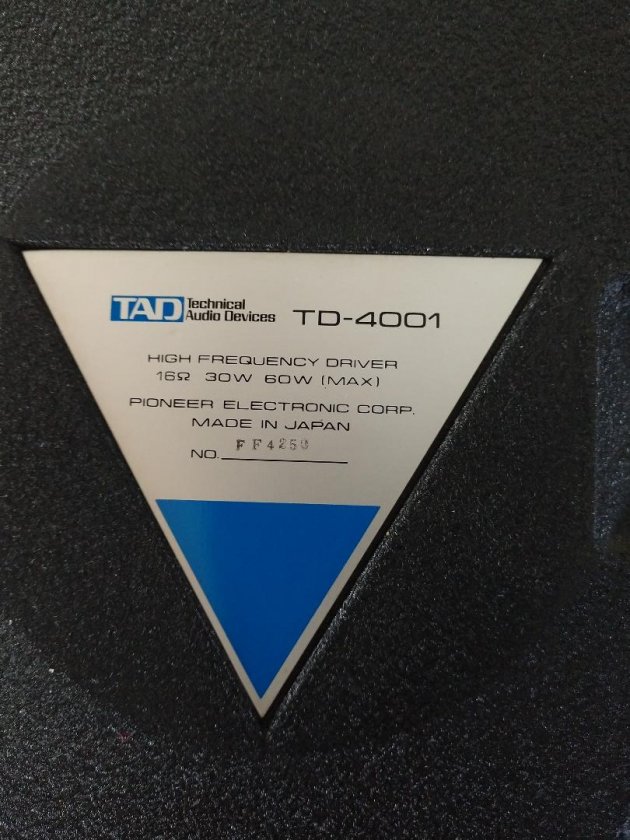 TAD Technical Audio Devices TD-4001
HIGH FREQUENCY DRIVER
16Ω 30W 60W (MAX)
PIONEER ELECTRONIC CORP.
MADE IN JAPAN
NO. FF4250